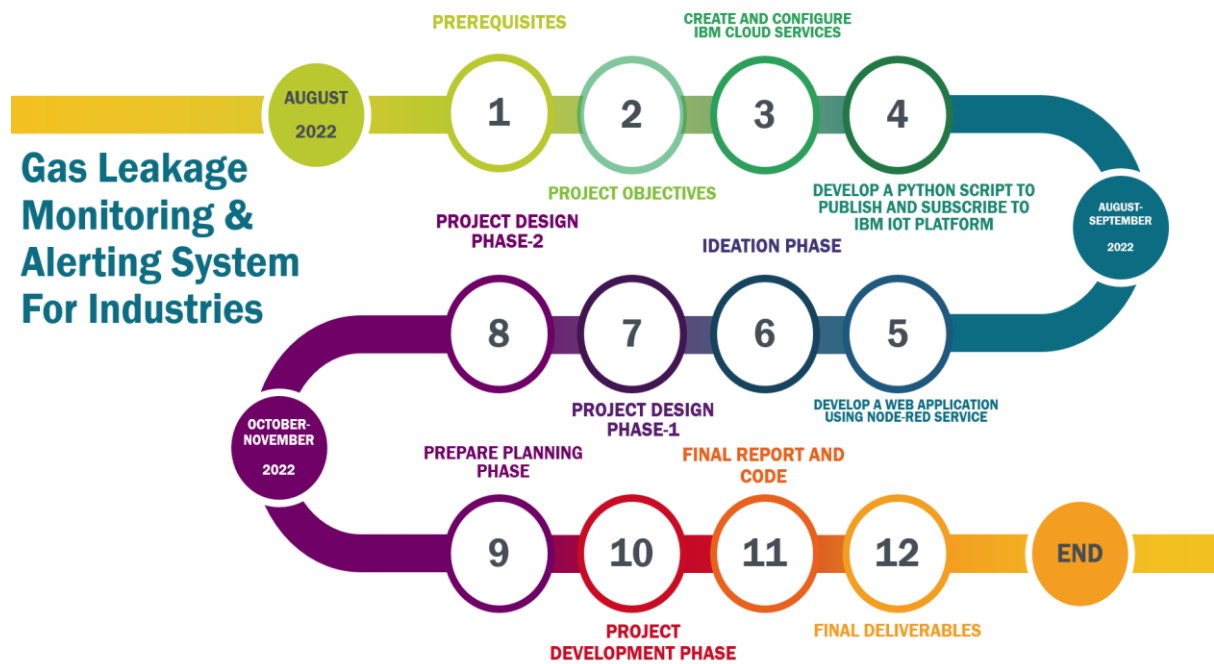 PREREQUISITES
CREATE AND CONFIGURE
IBM CLOUD SERVICES
AUGUST
2022
1
2
3
4
PROJECT OBJECTIVES
DEVELOP A PYTHON SCRIPT TO
PUBLISH AND SUBSCRIBE TO
IBM IOT PLATFORM
Gas Leakage
Monitoring &
Alerting System
For Industries
AUGUST-
SEPTEMBER
2022
PROJECT DESIGN
PHASE-2
IDEATION PHASE
8
7
6
5
PROJECT DESIGN
PHASE-1
DEVELOP A WEB APPLICATION
USING NODE-RED SERVICE
OCTOBER-
NOVEMBER
2022
PREPARE PLANNING
PHASE
FINAL REPORT AND
CODE
9
10
11
12
END
PROJECT
DEVELOPMENT PHASE
FINAL DELIVERABLES